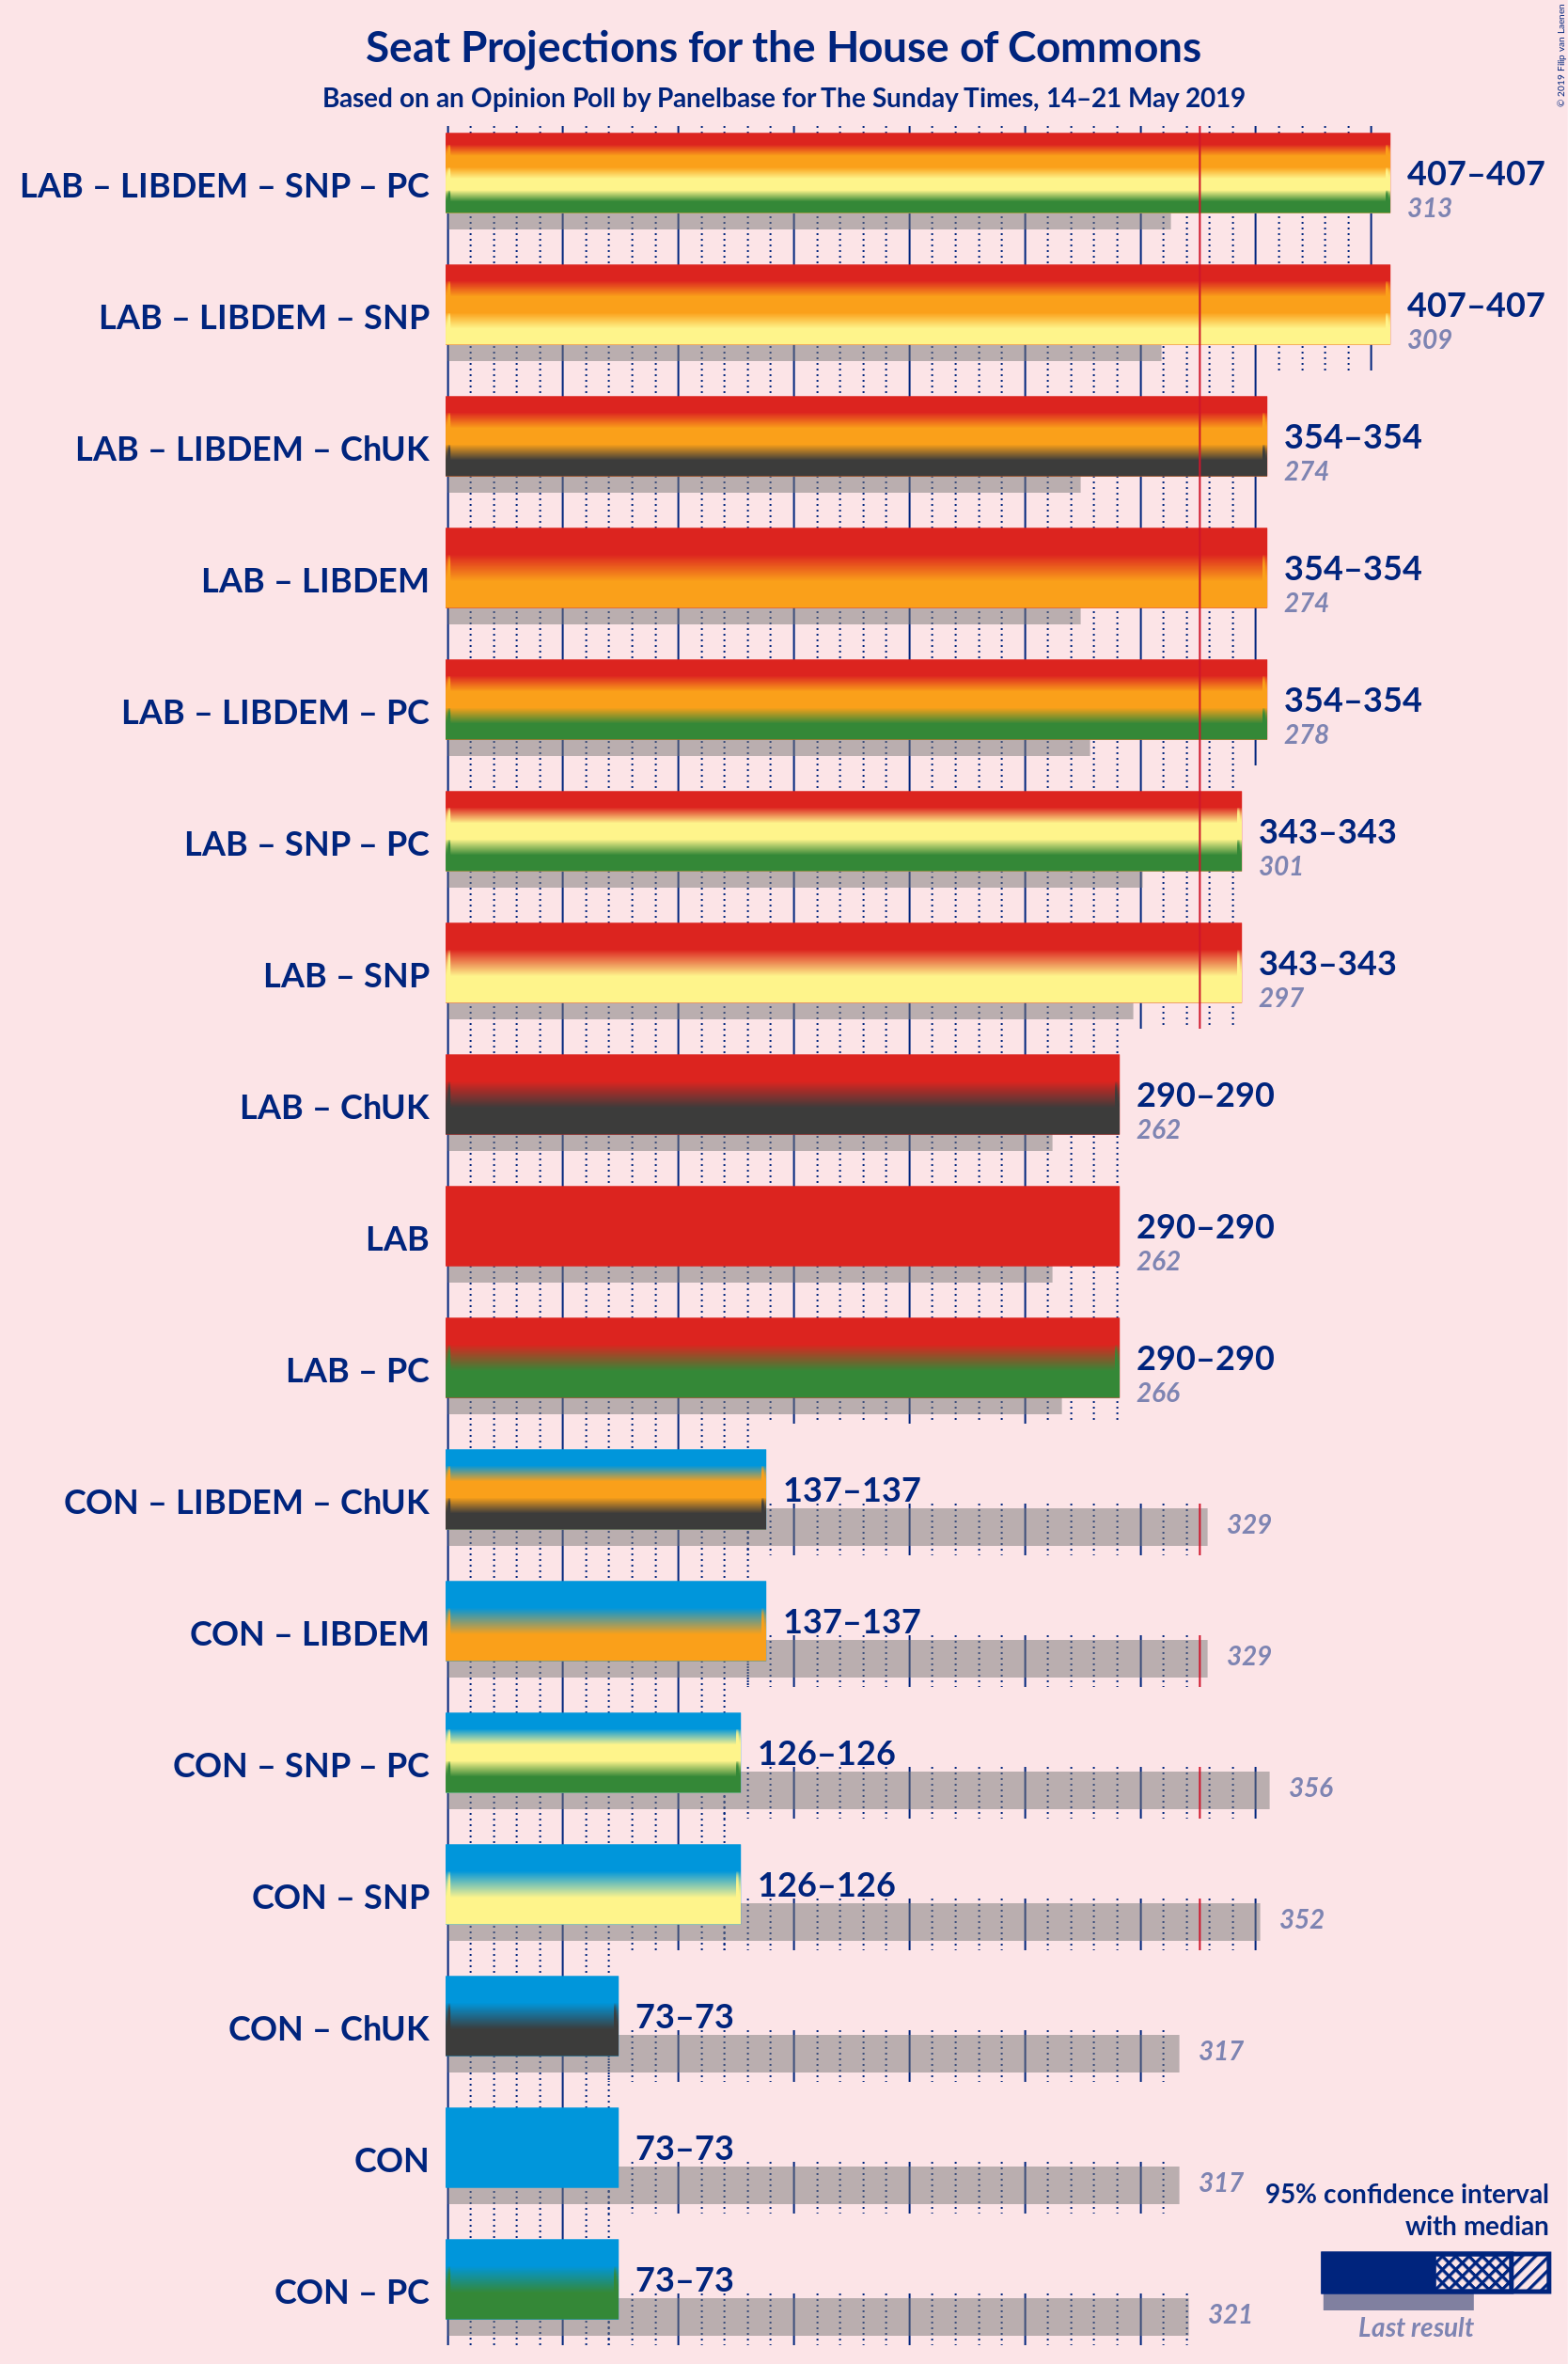 Seat Projections for the House of Commons
Based on an Opinion Poll by Panelbase for The Sunday Times, 14–21 May 2019
© 2019 Filip van Laenen
LAB – LIBDEM – SNP – PC
407–407
313
LAB – LIBDEM – SNP
407–407
309
LAB – LIBDEM – ChUK
354–354
274
LAB – LIBDEM
354–354
274
LAB – LIBDEM – PC
354–354
278
LAB – SNP – PC
343–343
301
LAB – SNP
343–343
297
LAB – ChUK
290–290
262
LAB
290–290
262
LAB – PC
290–290
266
CON – LIBDEM – ChUK
137–137
329
CON – LIBDEM
137–137
329
CON – SNP – PC
126–126
356
CON – SNP
126–126
352
CON – ChUK
73–73
317
CON
73–73
317
CON – PC
73–73
321
95% confidence interval
with median
Last result